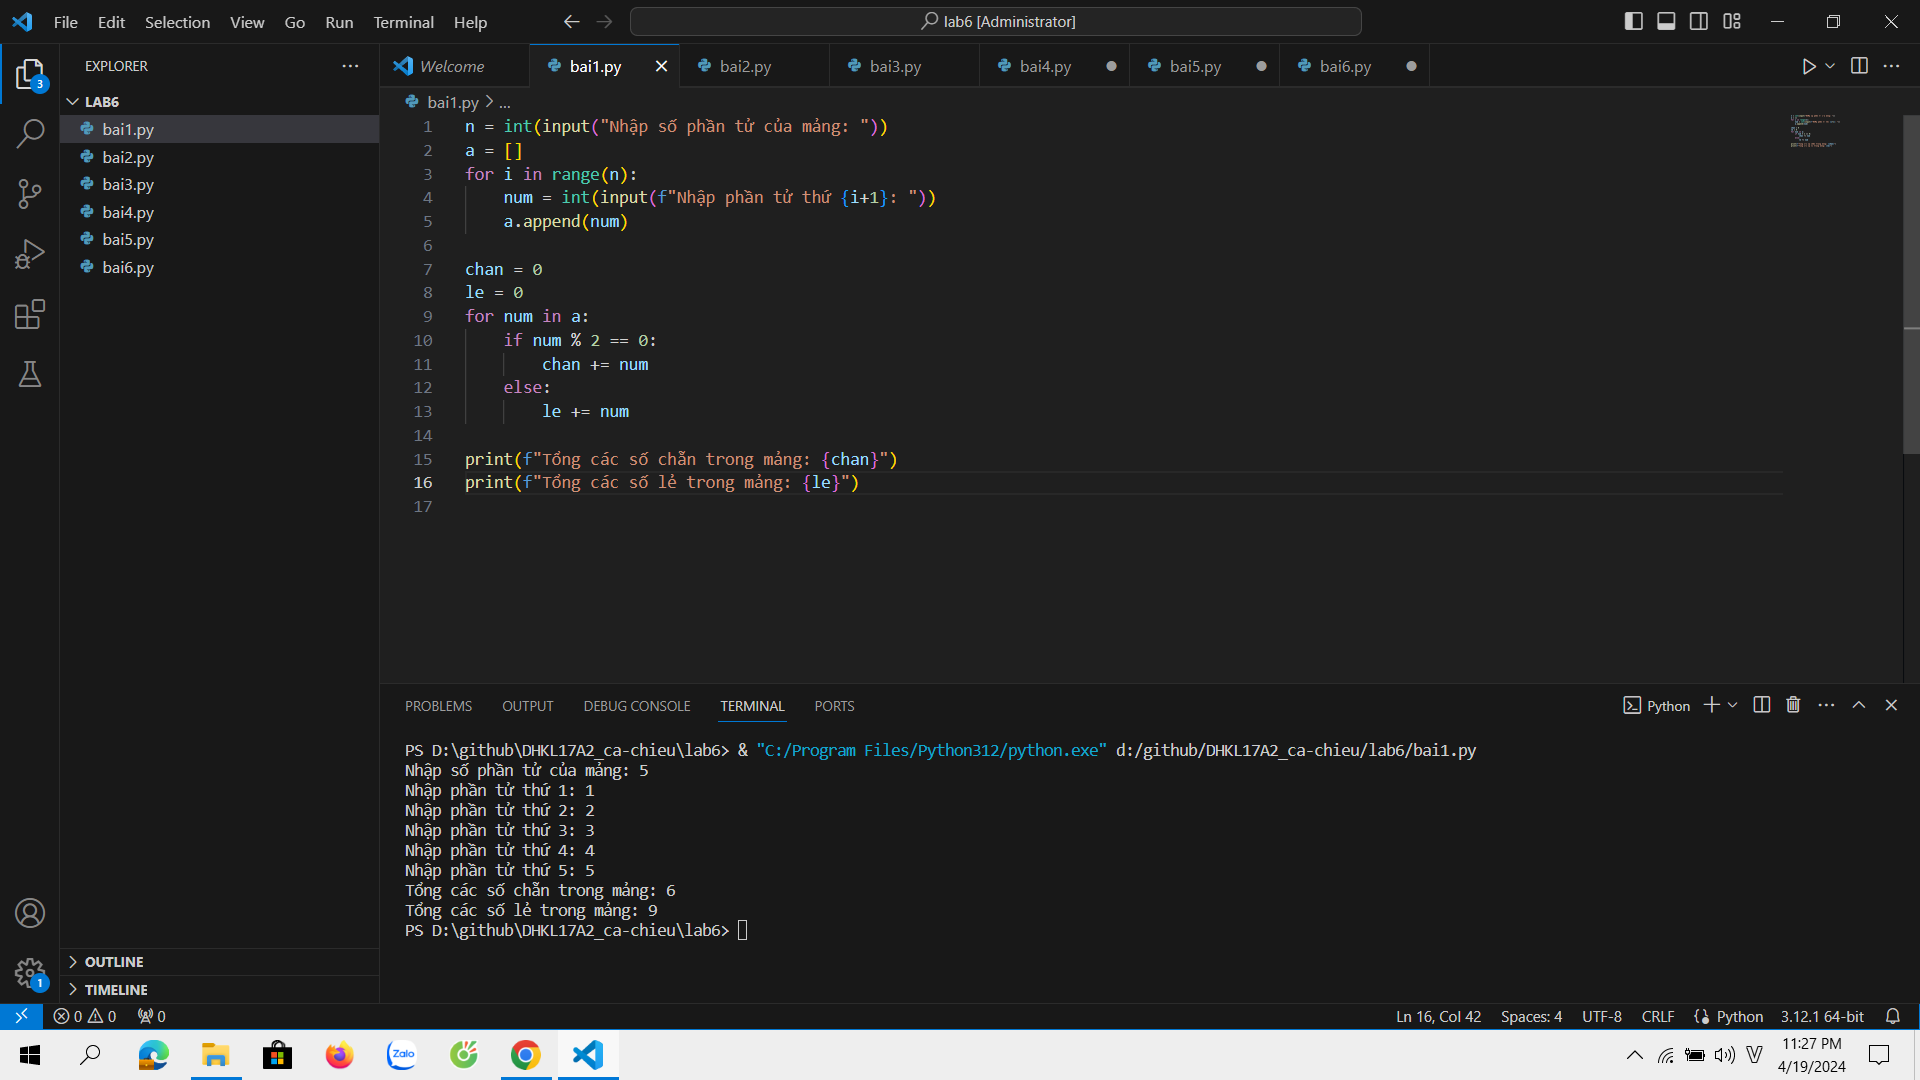 File Edit Selection View Go Run Terminal Help
lab6 [Administrator]
EXPLORER
Welcome
bai1.py
bai2.py
bai3.py
bai4.py
bai5.py
bai6.py
3
LAB6
bai1.py
bai2.py
bai3.py
bai4.py
bai5.py
bai6.py
bai1.py > ...
1 n = int(input("Nhập số phần tử của mảng: "))
2 a = []
3 for i in range(n):
4 num = int(input(f"Nhập phần tử thứ {i+1}: "))
5 a.append(num)
6
7 chan = 0
8 le = 0
9 for num in a:
10 if num % 2 == 0:
11 chan += num
12 else:
13 le += num
14
15 print(f"Tổng các số chẵn trong mảng: {chan}")
16 print(f"Tổng các số lẻ trong mảng: {le}")
17
PROBLEMS OUTPUT DEBUG CONSOLE TERMINAL PORTS
Python
PS D:\github\DHKL17A2_ca-chieu\lab6> & "C:/Program Files/Python312/python.exe" d:/github/DHKL17A2_ca-chieu/lab6/bai1.py
Nhập số phần tử của mảng: 5
Nhập phần tử thứ 1: 1
Nhập phần tử thứ 2: 2
Nhập phần tử thứ 3: 3
Nhập phần tử thứ 4: 4
Nhập phần tử thứ 5: 5
Tổng các số chẵn trong mảng: 6
Tổng các số lẻ trong mảng: 9
PS D:\github\DHKL17A2_ca-chieu\lab6>
OUTLINE
TIMELINE
1
0 0 0
Ln 16, Col 42 Spaces: 4 UTF-8 CRLF Python 3.12.1 64-bit
Zalo
V
11:27 PM
4/19/2024